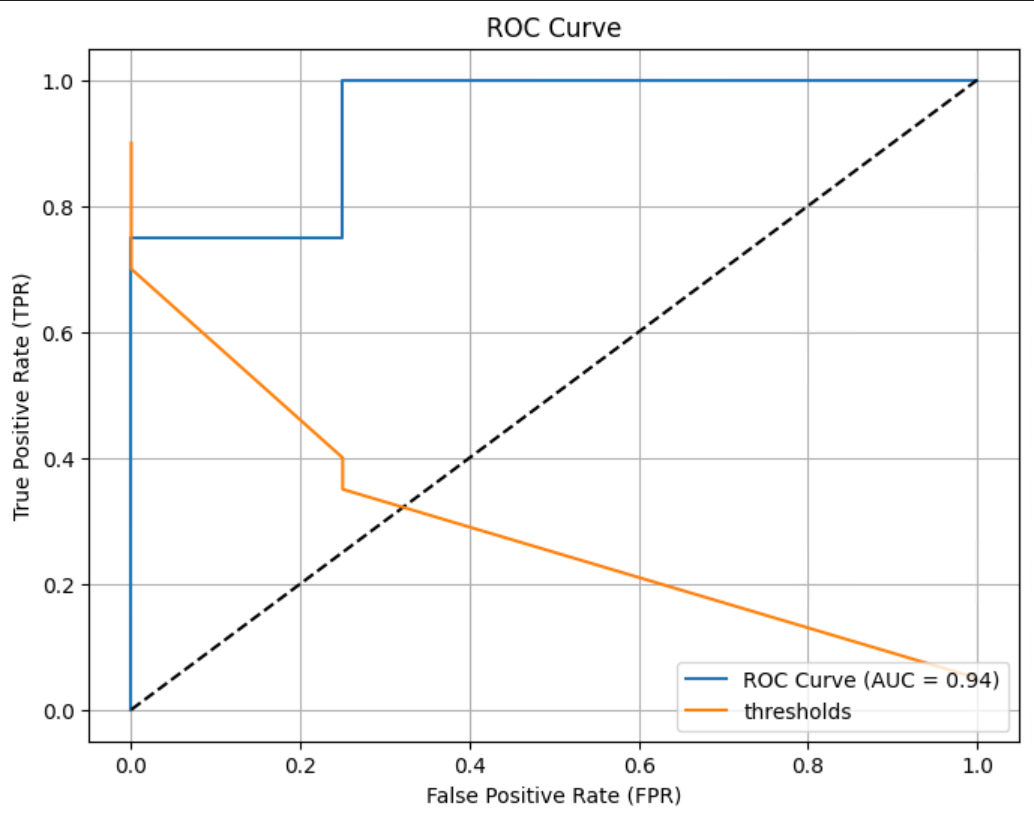 ROC Curve
True Positive Rate (TPR)
1.0
0.8
0.6
0.4
0.2
0.0
ROC Curve (AUC = 0.94)
thresholds
0.0 0.2 0.4 0.6 0.8 1.0
False Positive Rate (FPR)